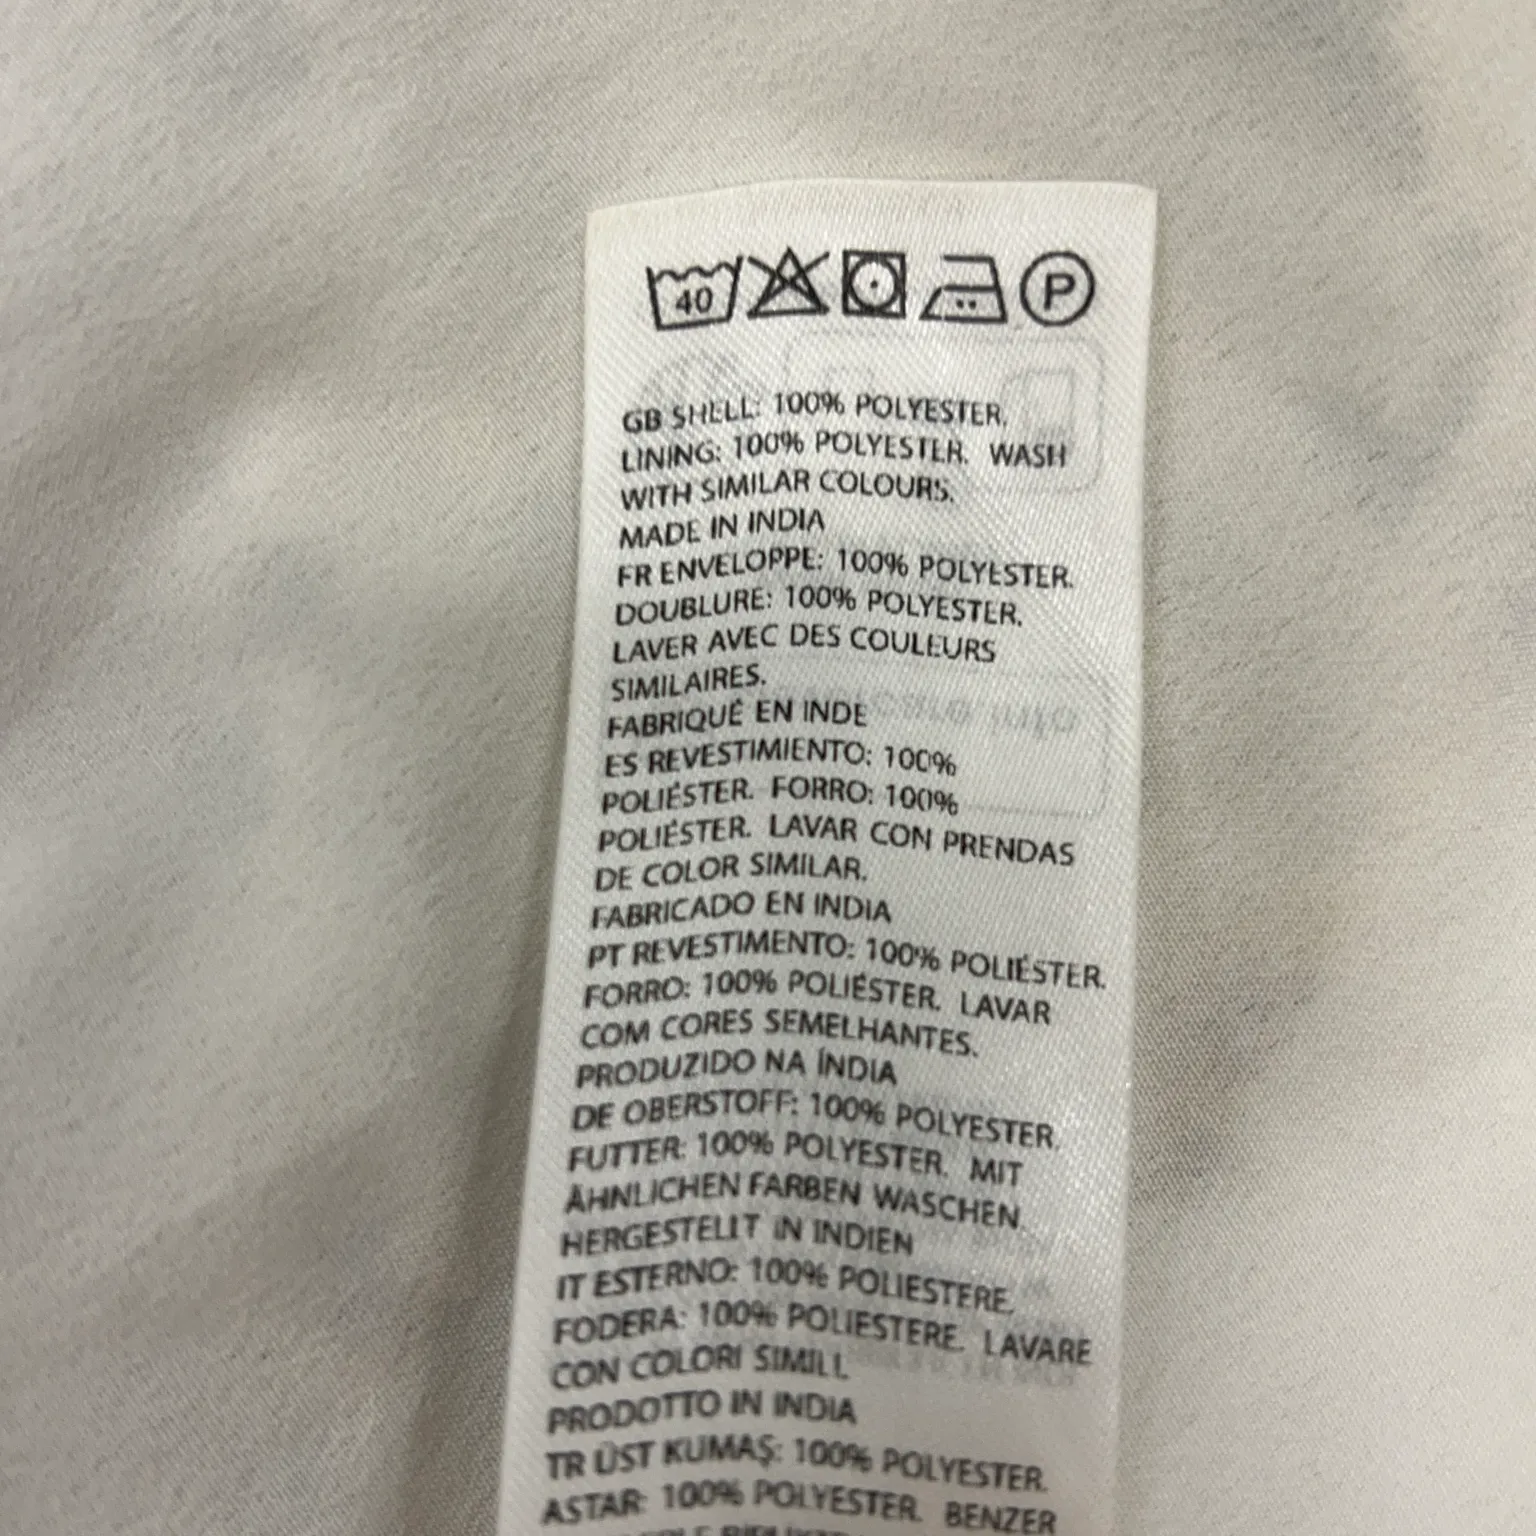 40 P
GB SHELL: 100% POLYESTER.
LINING: 100% POLYESTER. WASH
WITH SIMILAR COLOURS.
MADE IN INDIA
FR ENVELOPPE: 100% POLYESTER.
DOUBLURE: 100% POLYESTER.
LAVER AVEC DES COULEURS
SIMILAIRES.
FABRIQUÉ EN INDE
ES REVESTIMIENTO: 100%
POLIÉSTER. FORRO: 100%
POLIÉSTER. LAVAR CON PRENDAS
DE COLOR SIMILAR.
FABRICADO EN INDIA
PT REVESTIMENTO: 100% POLIÉSTER.
FORRO: 100% POLIÉSTER. LAVAR
COM CORES SEMELHANTES.
PRODUZIDO NA ÍNDIA
DE OBERSTOFF: 100% POLYESTER.
FUTTER: 100% POLYESTER. MIT
ÄHNLICHEN FARBEN WASCHEN.
HERGESTELLT IN INDIEN
IT ESTERNO: 100% POLIESTERE.
FODERA: 100% POLIESTERE. LAVARE
CON COLORI SIMILI.
PRODOTTO IN INDIA
TR ÜST KUMAŞ: 100% POLYESTER.
ASTAR: 100% POLYESTER. BENZER